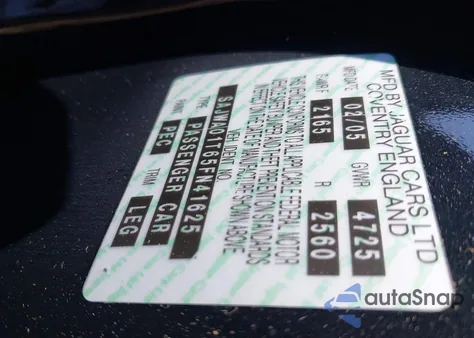 MFD BY JAGUAR CARS LTD
COVENTRY ENGLAND
MFD DATE 02/05 GVWR 4725
GAWR F 2165 R 2560
THIS VEHICLE CONFORMS TO ALL APPLICABLE FEDERAL MOTOR
VEHICLE SAFETY BUMPER AND THEFT PREVENTION STANDARDS
IN EFFECT ON THE DATE OF MANUFACTURE SHOWN ABOVE
VEH. IDENT NO.
SAJWA01T65FN41625
TYPE PASSENGER CAR
PAINT PEC TRIM LEG
autaSnap